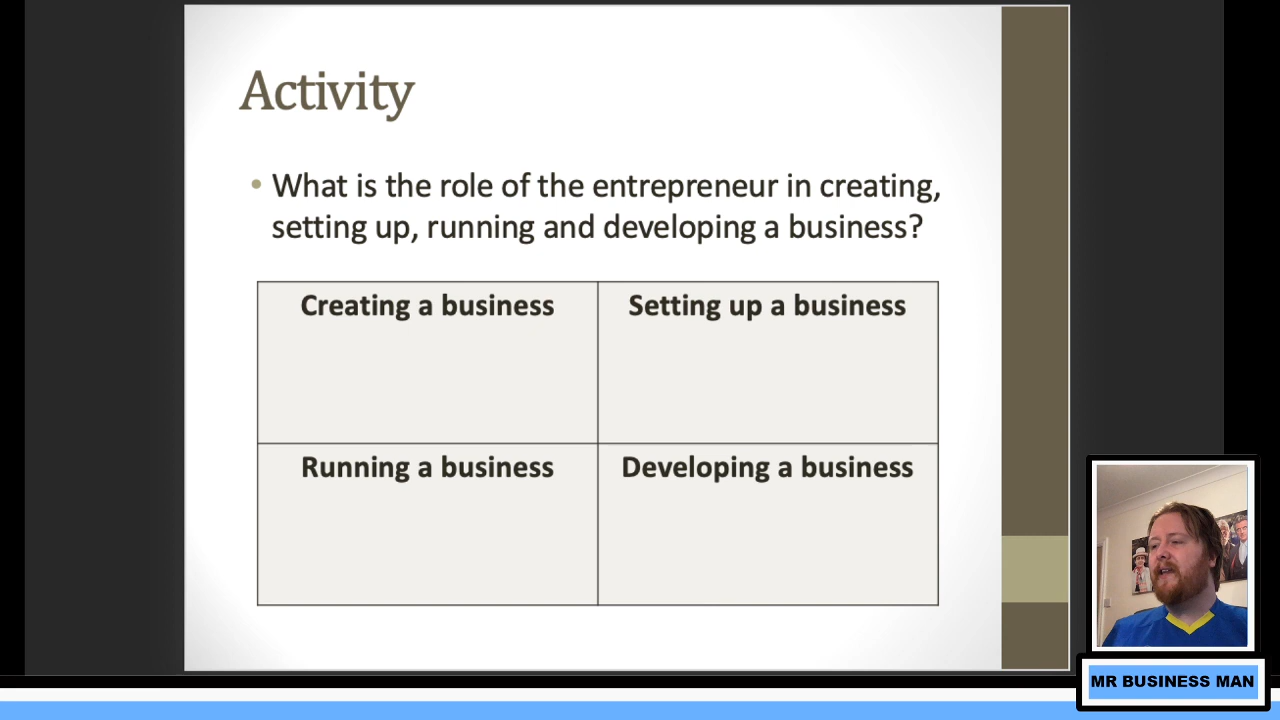 Activity
• What is the role of the entrepreneur in creating,
setting up, running and developing a business?
Creating a business
Setting up a business
Running a business
Developing a business
MR BUSINESS MAN